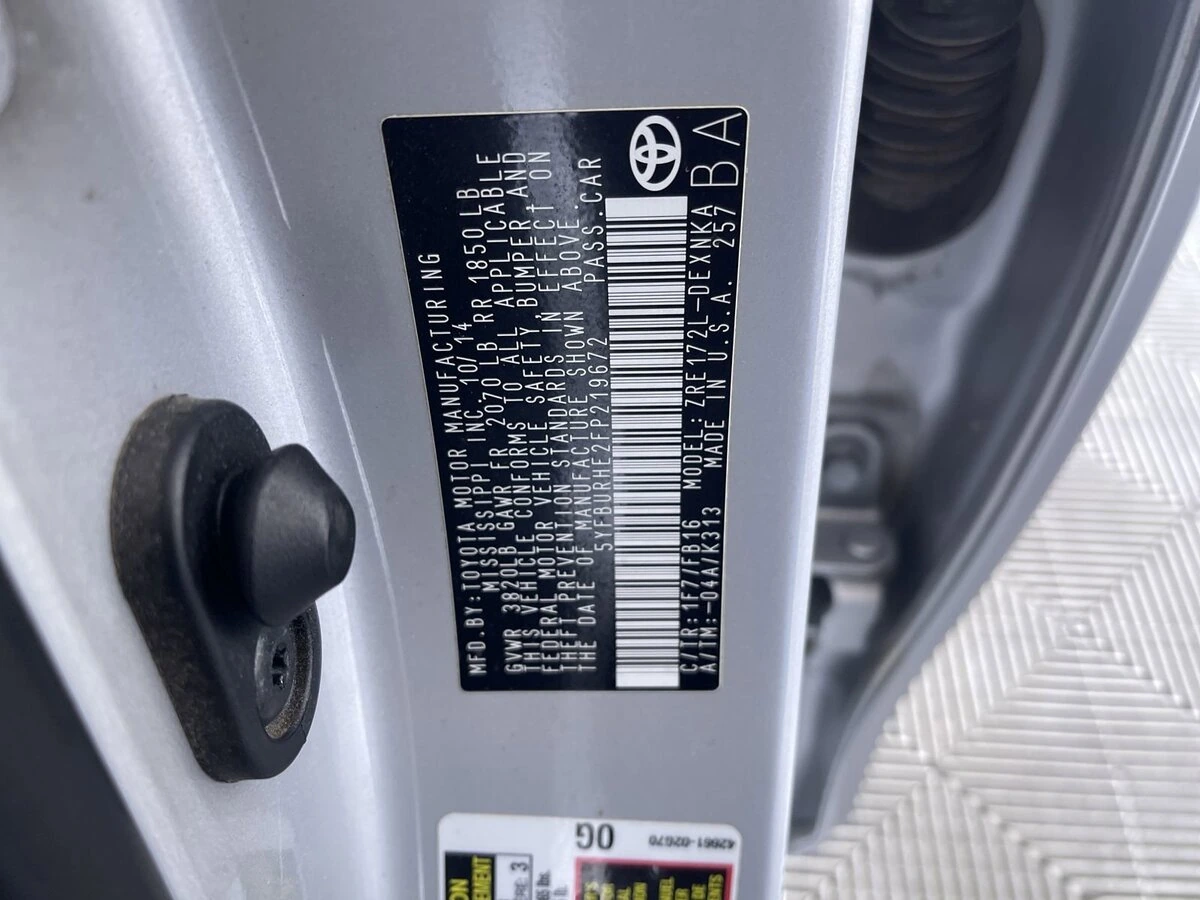 MFD.BY:TOYOTA MOTOR MANUFACTURING
MISSISSIPPI INC. 10/14
GVWR 3820LB GAWR FR 2070 LB RR 1850 LB
THIS VEHICLE CONFORMS TO ALL APPLICABLE
FEDERAL MOTOR VEHICLE SAFETY, BUMPER AND
THEFT PREVENTION STANDARDS IN EFFECT ON
THE DATE OF MANUFACTURE SHOWN ABOVE.
5YFBURHE2FP219672 PASS.CAR
C/TR:1F7/FB16 MODEL: ZRE172L-DEXNKA
A/TM:-04A/K313 MADE IN U.S.A. 257
BA
0G
42661-02G70
3